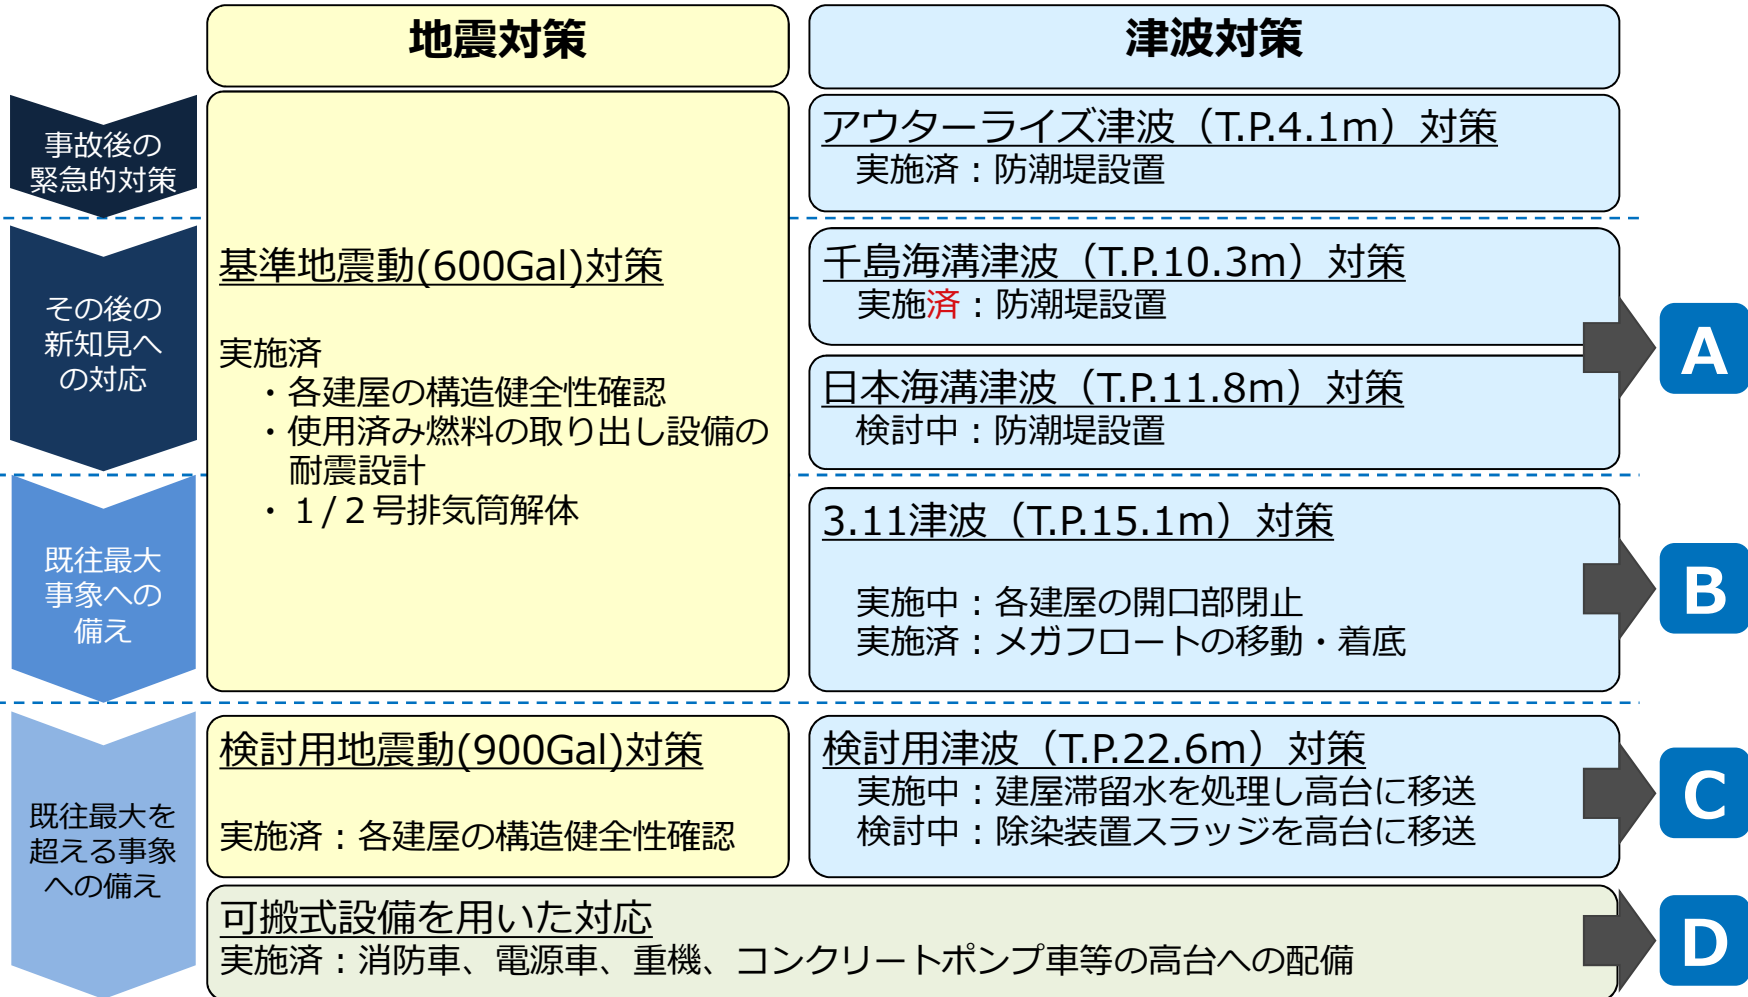 地震対策
津波対策
事故後の
緊急的対策
アウターライズ津波（T.P.4.1m）対策
実施済：防潮堤設置
その後の
新知見へ
の対応
基準地震動(600Gal)対策
実施済
・各建屋の構造健全性確認
・使用済み燃料の取り出し設備の
耐震設計
・１/２号排気筒解体
千島海溝津波（T.P.10.3m）対策
実施済：防潮堤設置
日本海溝津波（T.P.11.8m）対策
検討中：防潮堤設置
A
既往最大
事象への
備え
3.11津波（T.P.15.1m）対策
実施中：各建屋の開口部閉止
実施済：メガフロートの移動・着底
B
既往最大を
超える事象
への備え
検討用地震動(900Gal)対策
実施済：各建屋の構造健全性確認
検討用津波（T.P.22.6m）対策
実施中：建屋滞留水を処理し高台に移送
検討中：除染装置スラッジを高台に移送
C
可搬式設備を用いた対応
実施済：消防車、電源車、重機、コンクリートポンプ車等の高台への配備
D